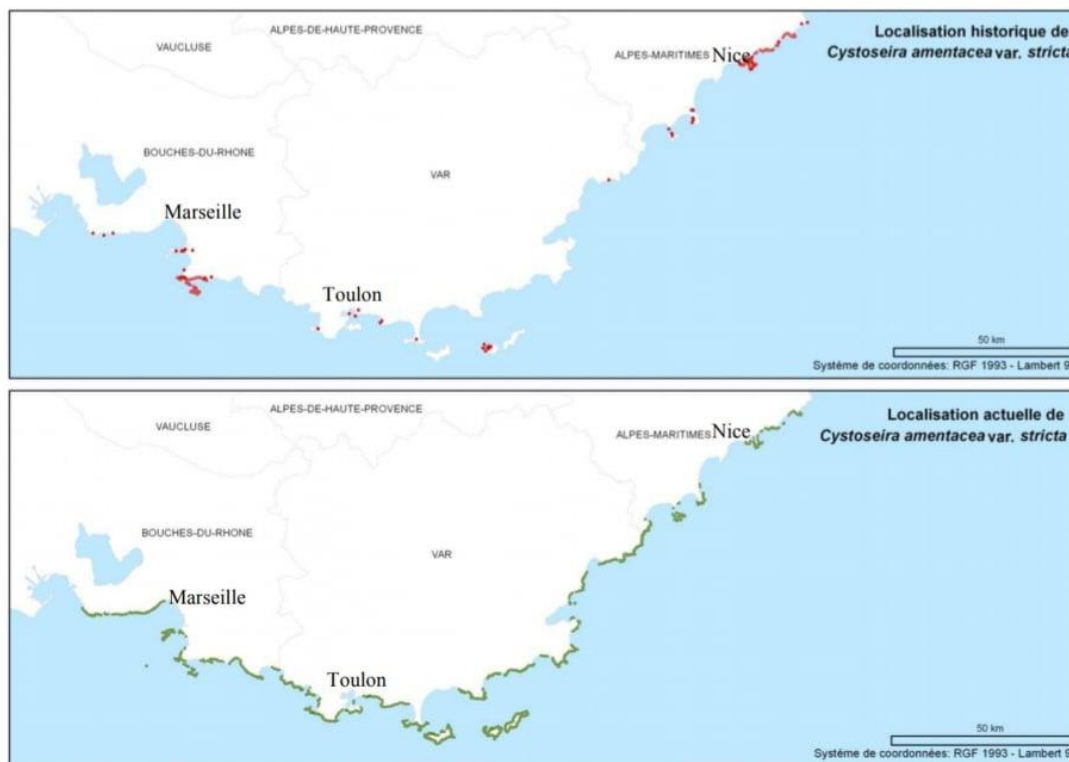 ALPES-DE-HAUTE-PROVENCE
Localisation historique de
VAUCLUSE
ALPES-MARITIMES
Nice
Cystoseira amentacea var. stricta
BOUCHES-DU-RHONE
VAR
Marseille
Toulon
50 km
Système de coordonnées: RGF 1993 - Lambert 9
ALPES-DE-HAUTE-PROVENCE
Localisation actuelle de
VAUCLUSE
ALPES-MARITIMES
Nice
Cystoseira amentacea var. stricta
BOUCHES-DU-RHONE
VAR
Marseille
Toulon
50 km
Système de coordonnées: RGF 1993 - Lambert 9